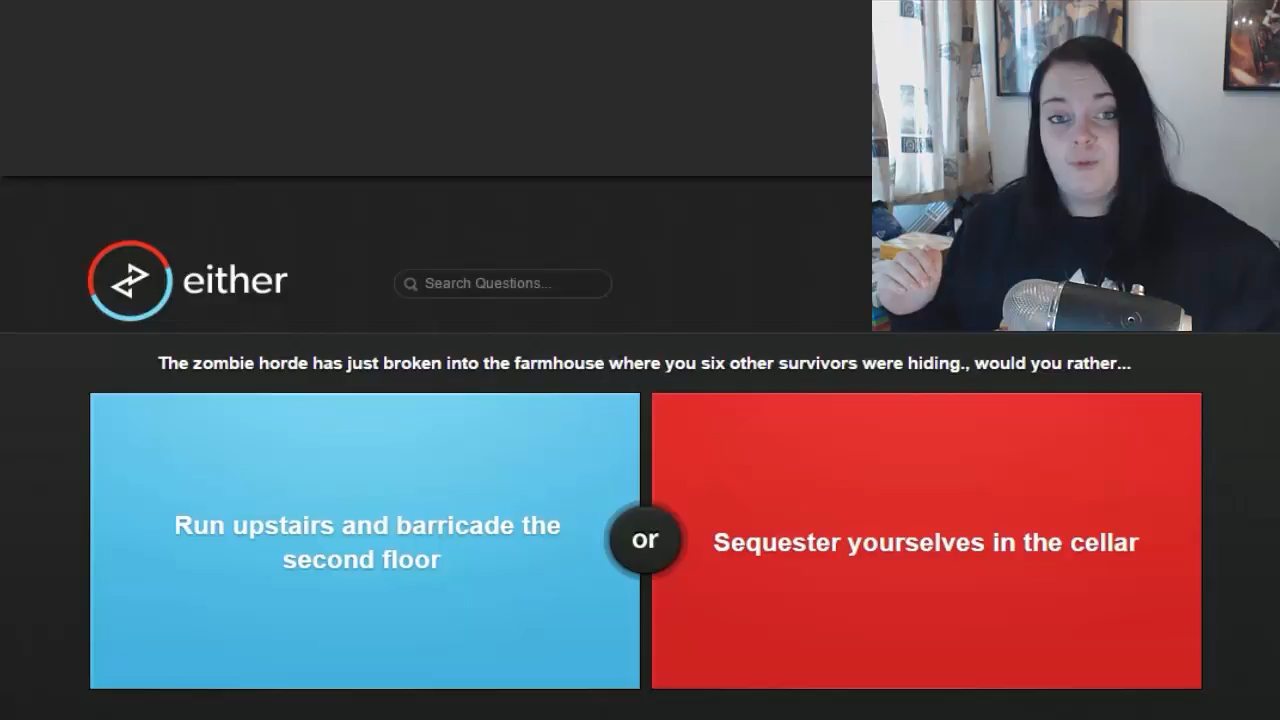 either
Search Questions...
The zombie horde has just broken into the farmhouse where you six other survivors were hiding., would you rather...
Run upstairs and barricade the
second floor
or
Sequester yourselves in the cellar